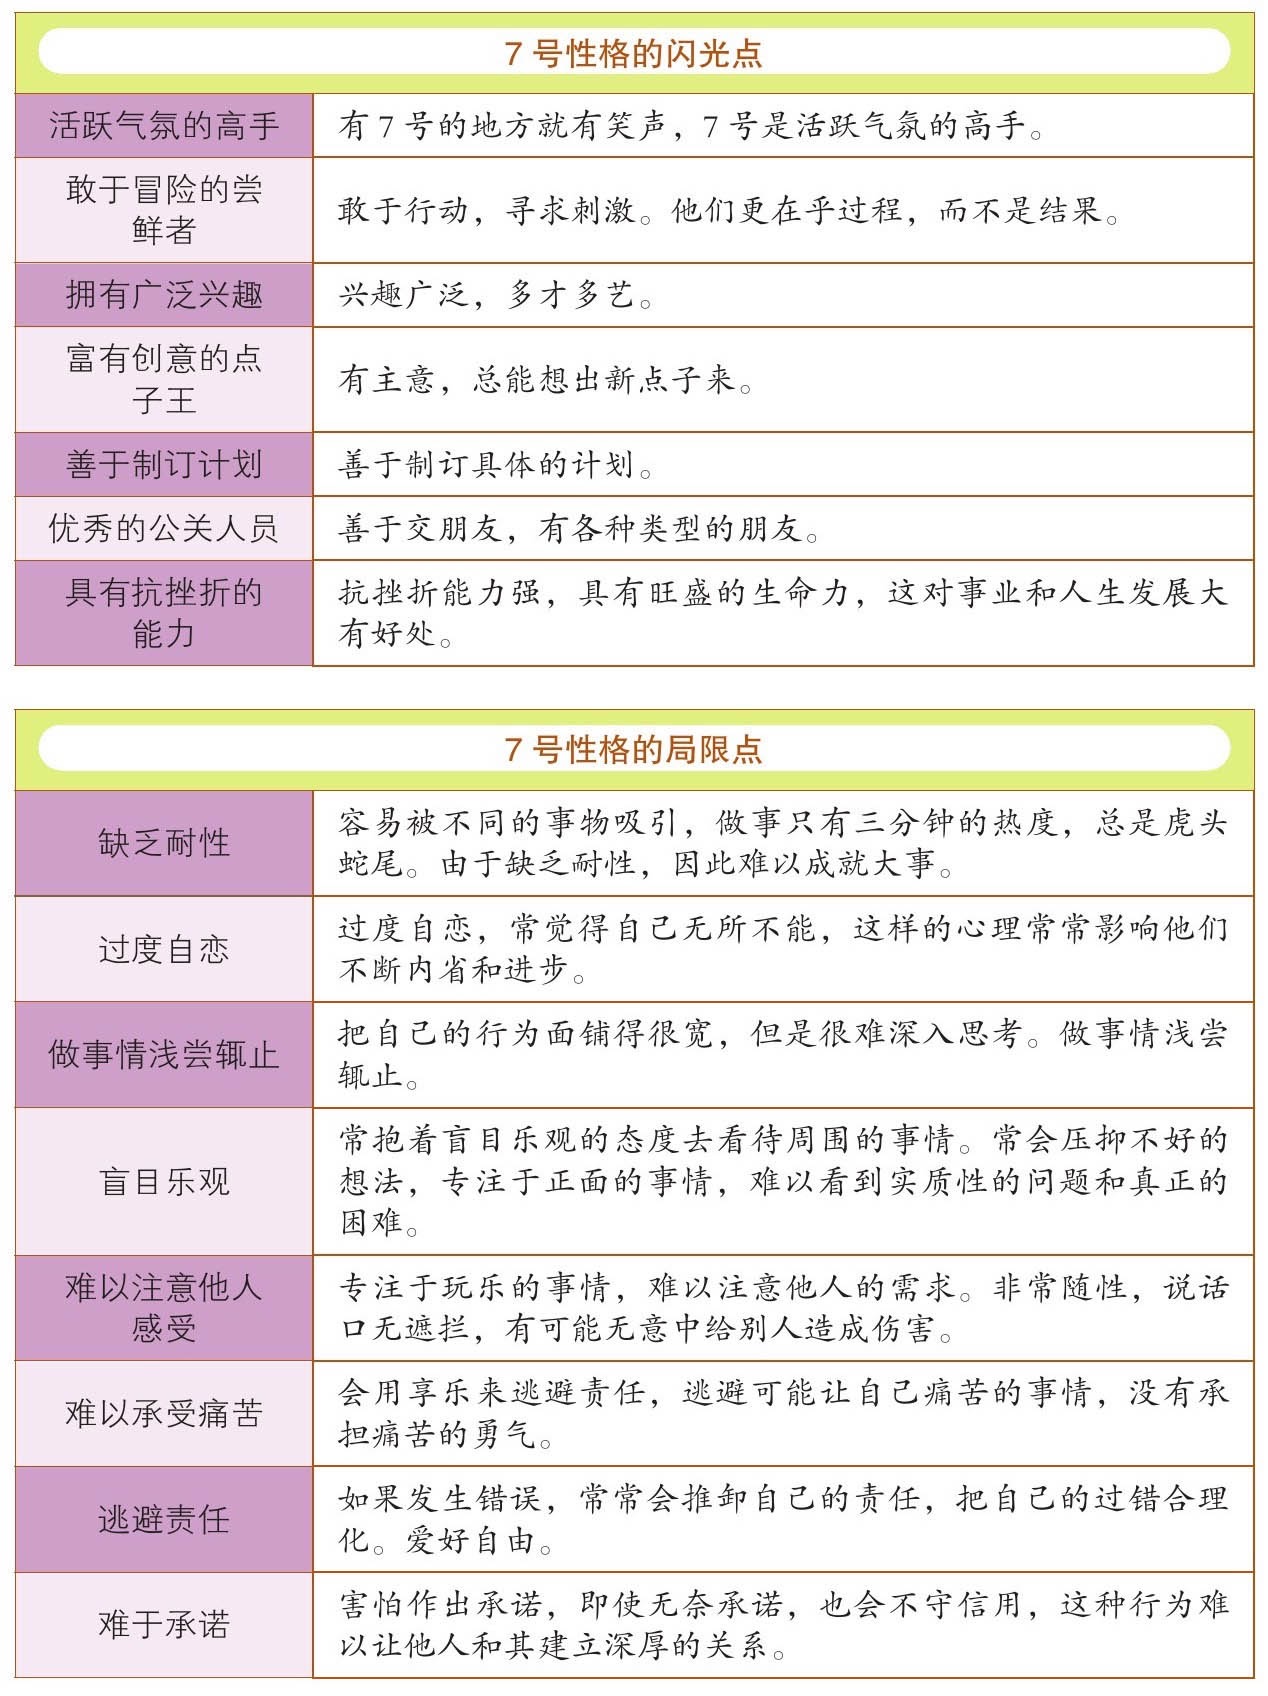 7 号性格的闪光点
活跃气氛的高手
有 7 号的地方就有笑声，7 号是活跃气氛的高手。
敢于冒险的尝
鲜者
敢于行动，寻求刺激。他们更在乎过程，而不是结果。
拥有广泛兴趣
兴趣广泛，多才多艺。
富有创意的点
子王
有主意，总能想出新点子来。
善于制订计划
善于制订具体的计划。
优秀的公关人员
善于交朋友，有各种类型的朋友。
具有抗挫折的
能力
抗挫折能力强，具有旺盛的生命力，这对事业和人生发展大
有好处。
7 号性格的局限点
缺乏耐性
容易被不同的事物吸引，做事只有三分钟的热度，总是虎头
蛇尾。由于缺乏耐性，因此难以成就大事。
过度自恋
过度自恋，常觉得自己无所不能，这样的心理常常影响他们
不断内省和进步。
做事情浅尝辄止
把自己的行为面铺得很宽，但是很难深入思考。做事情浅尝
辄止。
盲目乐观
常抱着盲目乐观的态度去看待周围的事情。常会压抑不好的
想法，专注于正面的事情，难以看到实质性的问题和真正的
困难。
难以注意他人
感受
专注于玩乐的事情，难以注意他人的需求。非常随性，说话
口无遮拦，有可能无意中给别人造成伤害。
难以承受痛苦
会用享乐来逃避责任，逃避可能让自己痛苦的事情，没有承
担痛苦的勇气。
逃避责任
如果发生错误，常常会推卸自己的责任，把自己的过错合理
化。爱好自由。
难于承诺
害怕作出承诺，即使无奈承诺，也会不守信用，这种行为难
以让他人和其建立深厚的关系。